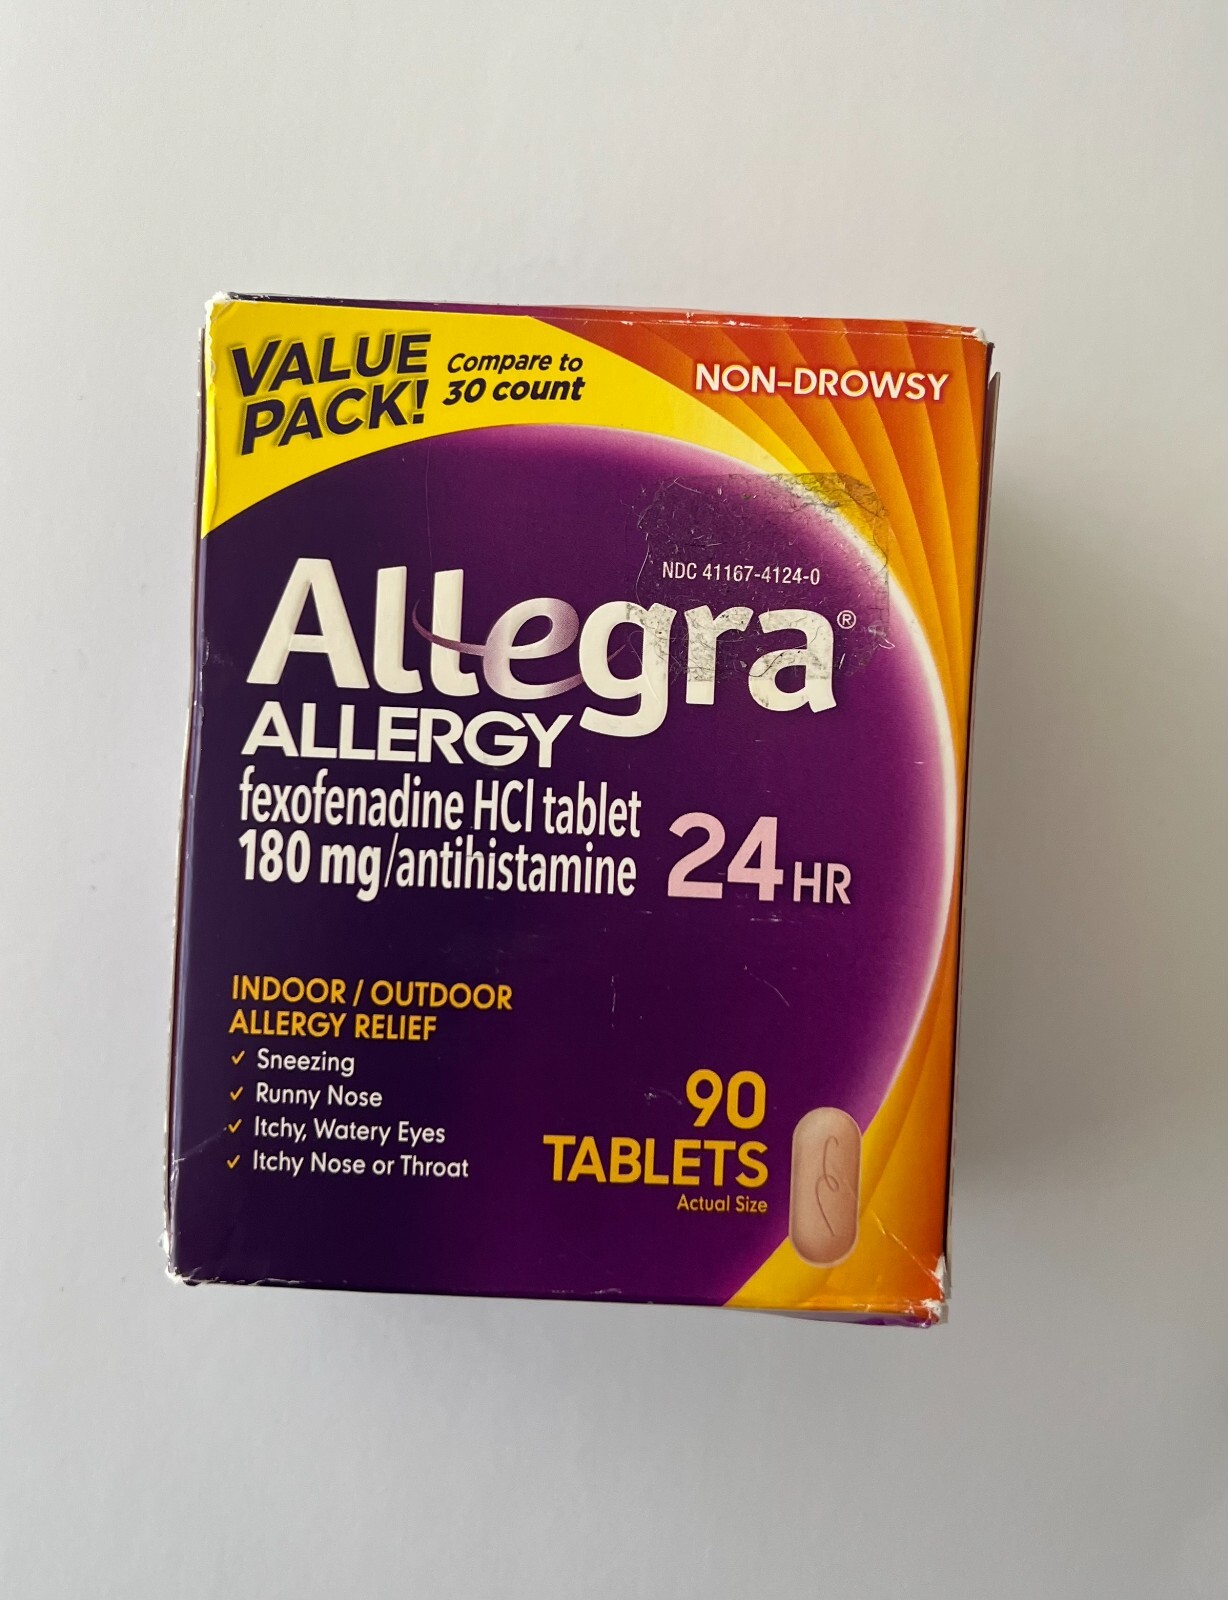 VALUE
PACK!
Compare to
30 count
NON-DROWSY
NDC 41167-4124-0
Allegra®
ALLERGY
fexofenadine HCl tablet
180 mg/antihistamine
24 HR
INDOOR / OUTDOOR
ALLERGY RELIEF
✓ Sneezing
✓ Runny Nose
✓ Itchy, Watery Eyes
✓ Itchy Nose or Throat
90
TABLETS
Actual Size